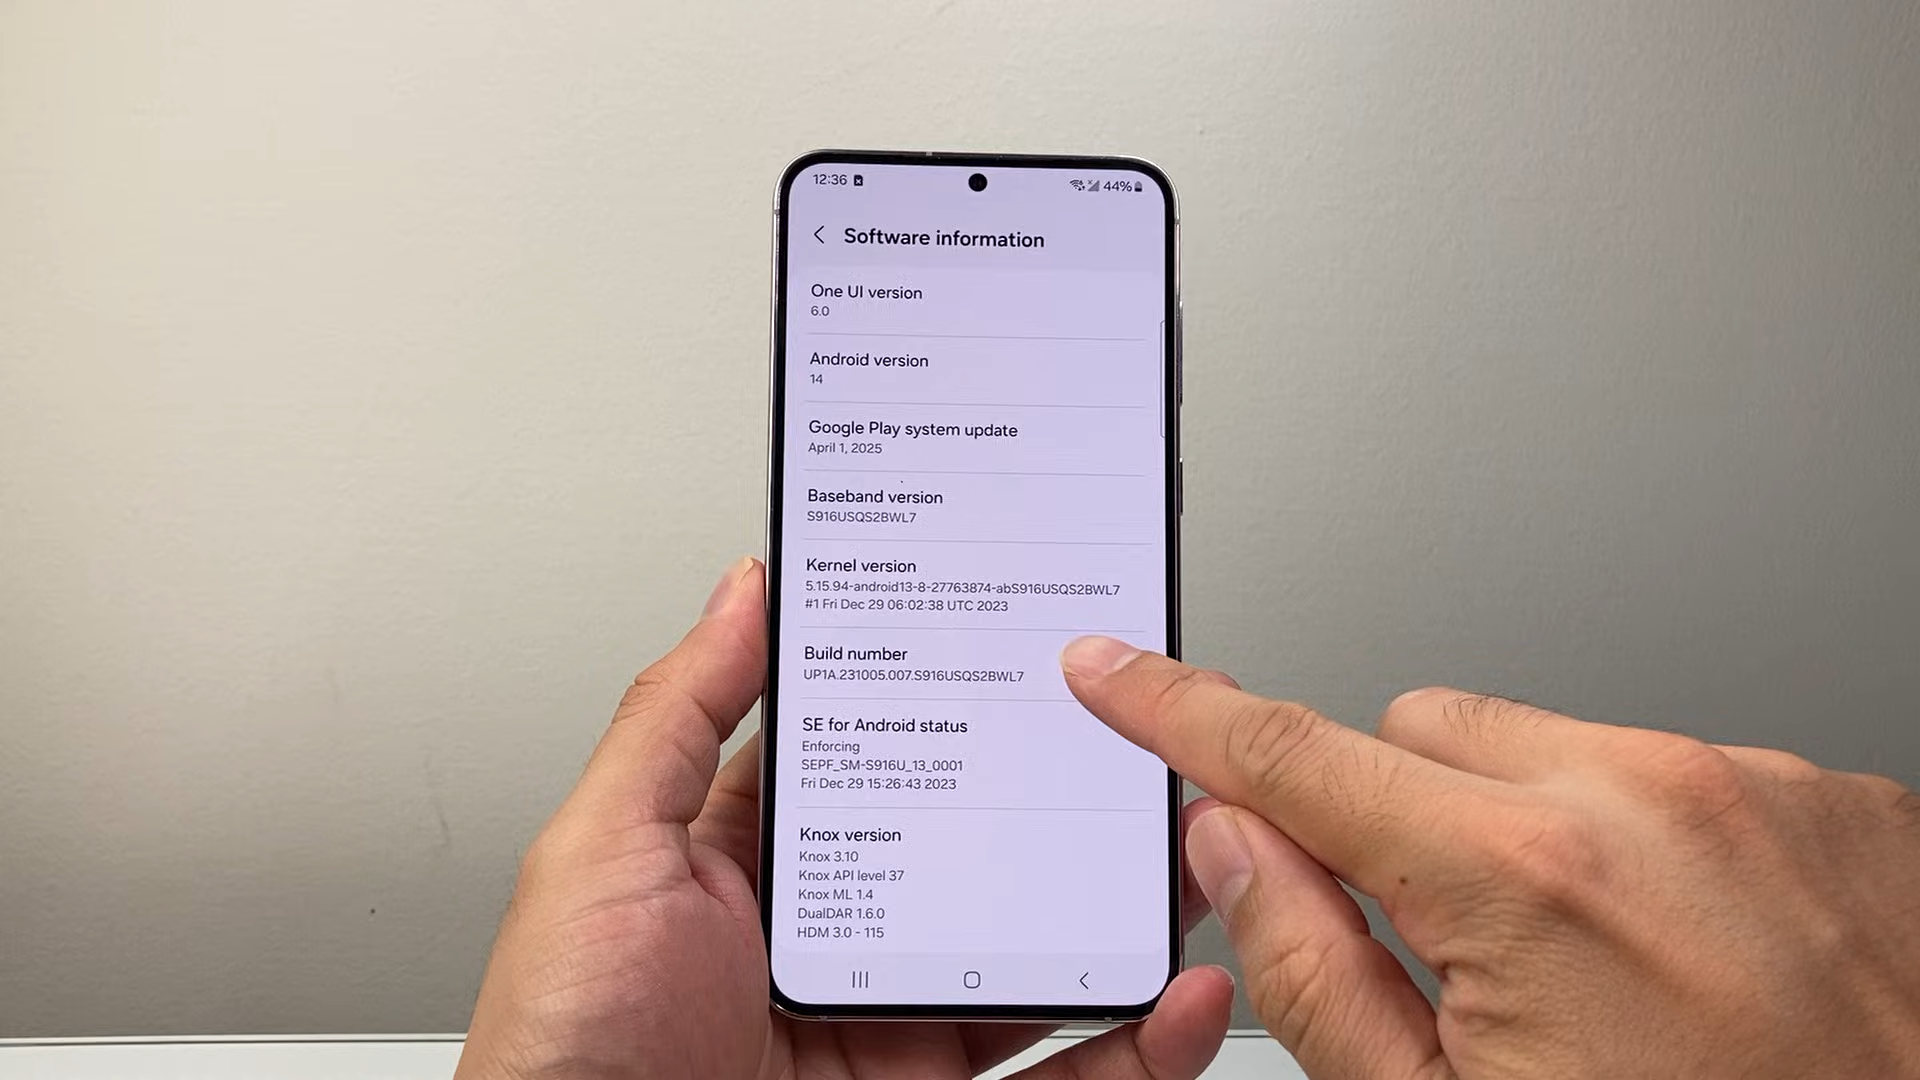 12:36
44%
Software information
One UI version
6.0
Android version
14
Google Play system update
April 1, 2025
Baseband version
S916USQS2BWL7
Kernel version
5.15.94-android13-8-27763874-abS916USQS2BWL7
#1 Fri Dec 29 06:02:38 UTC 2023
Build number
UP1A.231005.007.S916USQS2BWL7
SE for Android status
Enforcing
SEPF_SM-S916U_13_0001
Fri Dec 29 15:26:43 2023
Knox version
Knox 3.10
Knox API level 37
Knox ML 1.4
DualDAR 1.6.0
HDM 3.0 - 115